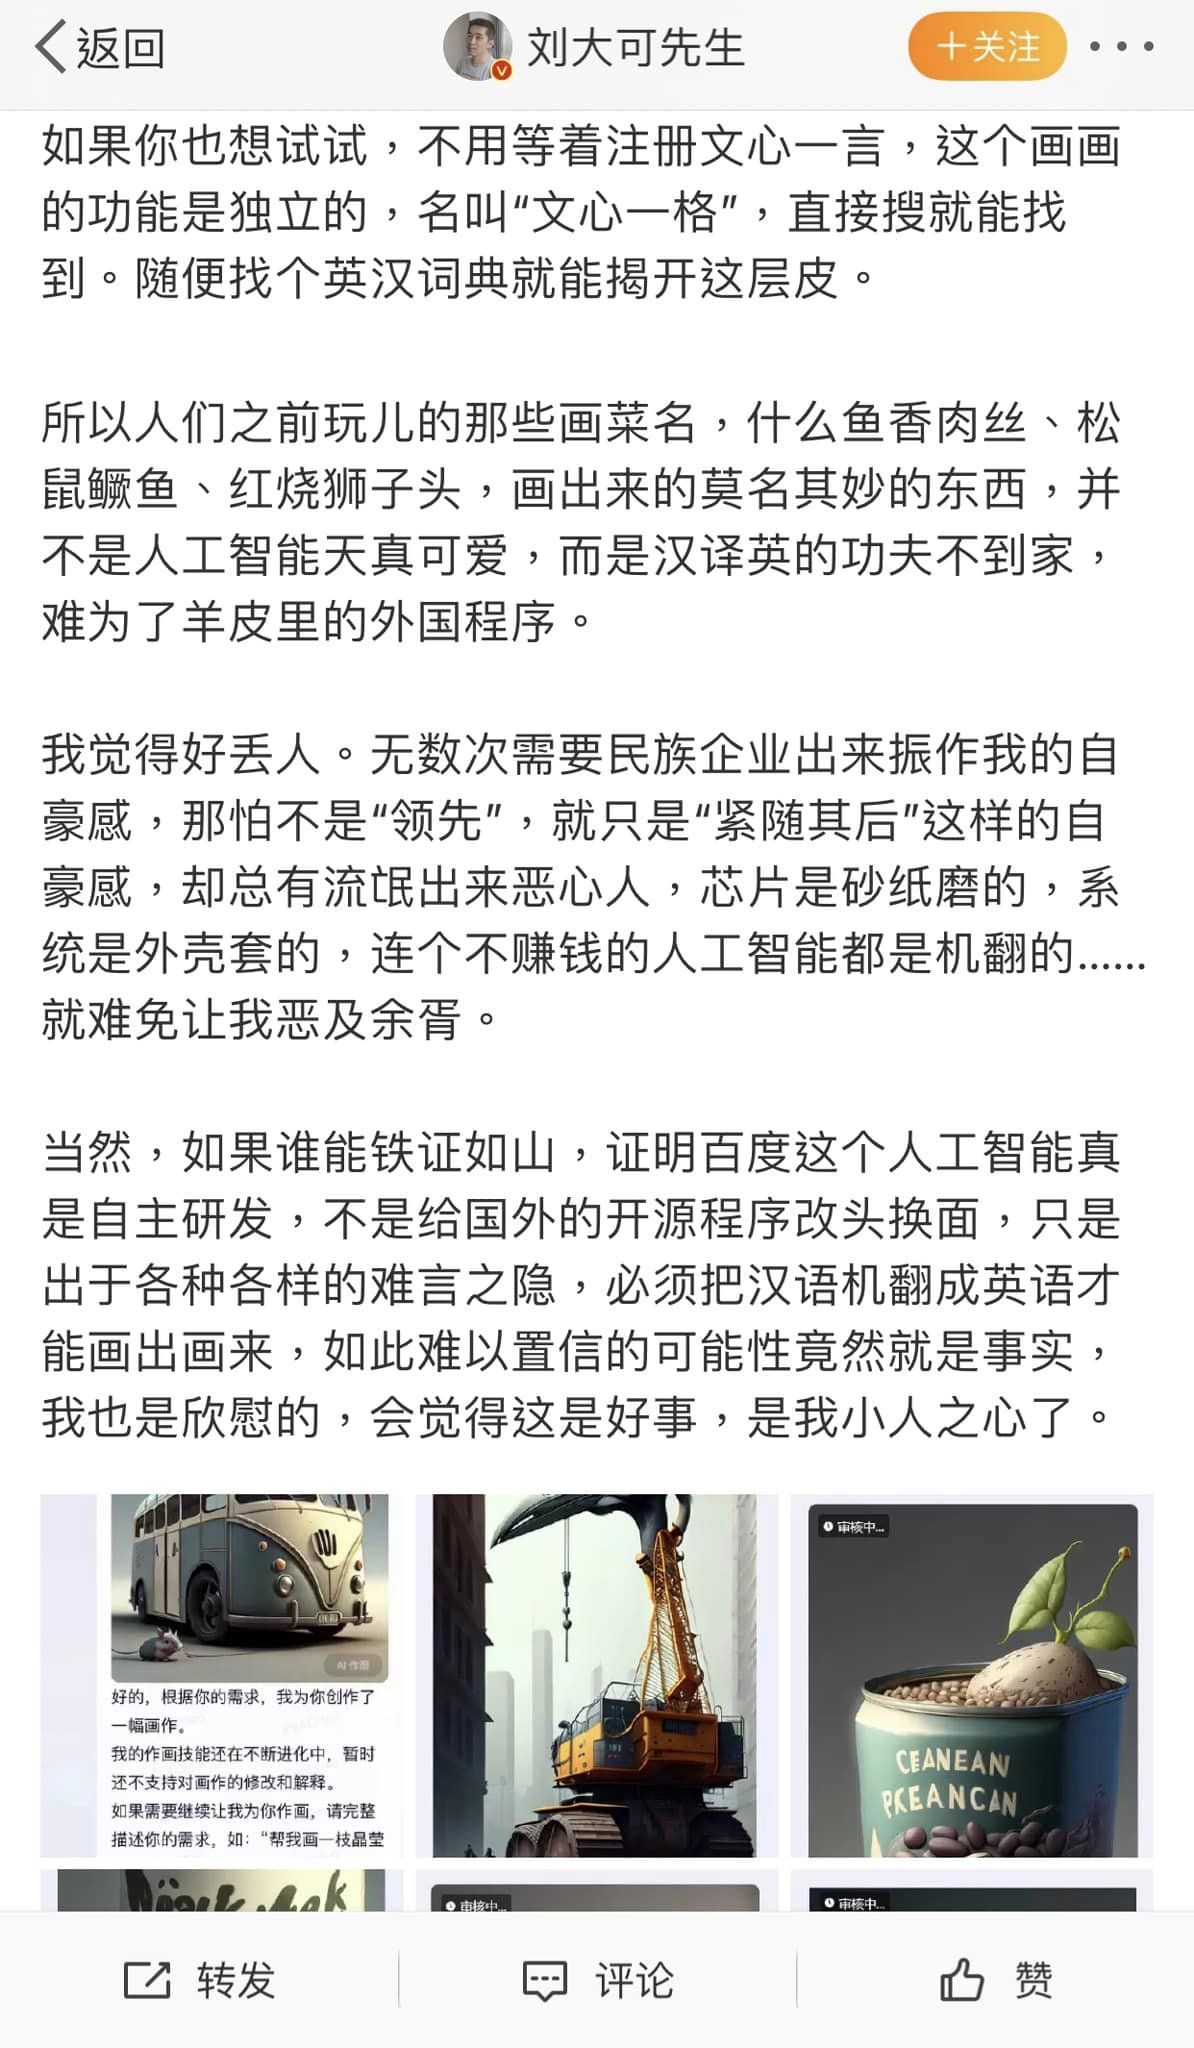 返回
刘大可先生
+关注
如果你也想试试，不用等着注册文心一言，这个画画
的功能是独立的，名叫“文心一格”，直接搜就能找
到。随便找个英汉词典就能揭开这层皮。
所以人们之前玩儿的那些画菜名，什么鱼香肉丝、松
鼠鳜鱼、红烧狮子头，画出来的莫名其妙的东西，并
不是人工智能天真可爱，而是汉译英的功夫不到家，
难为了羊皮里的外国程序。
我觉得好丢人。无数次需要民族企业出来振作我的自
豪感，那怕不是“领先”，就只是“紧随其后”这样的自
豪感，却总有流氓出来恶心人，芯片是砂纸磨的，系
统是外壳套的，连个不赚钱的人工智能都是机翻的……
就难免让我恶及余胥。
当然，如果谁能铁证如山，证明百度这个人工智能真
是自主研发，不是给国外的开源程序改头换面，只是
出于各种各样的难言之隐，必须把汉语机翻成英语才
能画出画来，如此难以置信的可能性竟然就是事实，
我也是欣慰的，会觉得这是好事，是我小人之心了。
AI 作图
好的，根据你的需求，我为你创作了
一幅画作。
我的作画技能还在不断进化中，暂时
还不支持对画作的修改和解释。
如果需要继续让我为你作画，请完整
描述你的需求，如：“帮我画一枝晶莹
审核中...
CEANEAN
PKEANCAN
审核中...
审核中...
转发
评论
赞